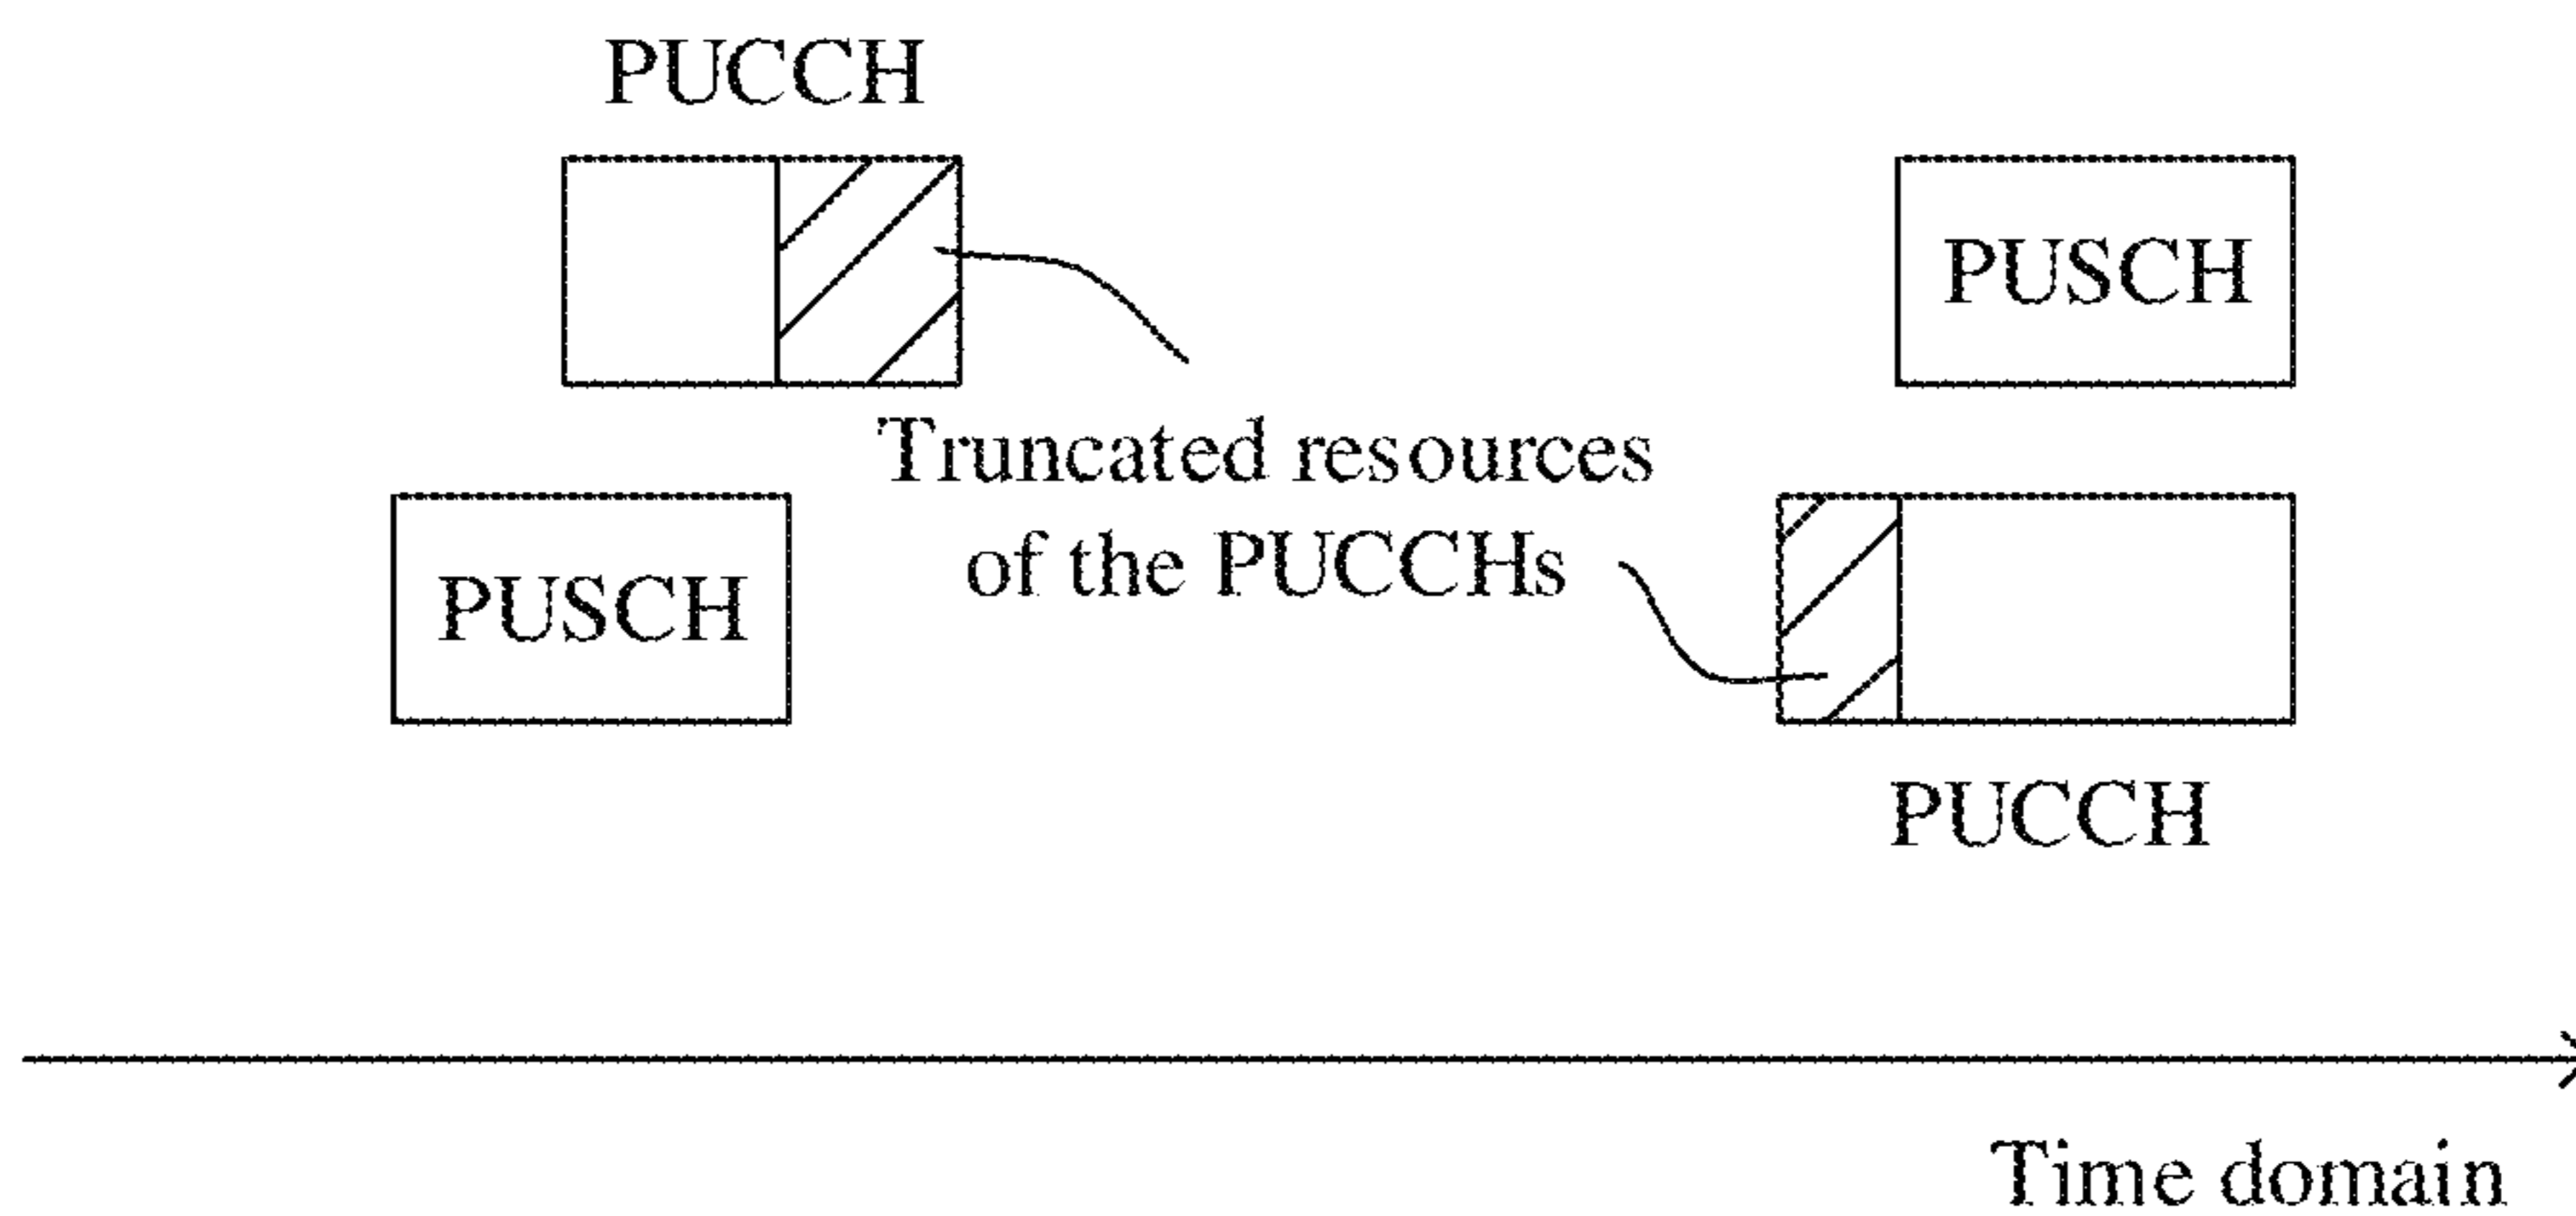 PUCCH
PUSCH
Truncated resources
of the PUCCHs
PUSCH
PUCCH
Time domain